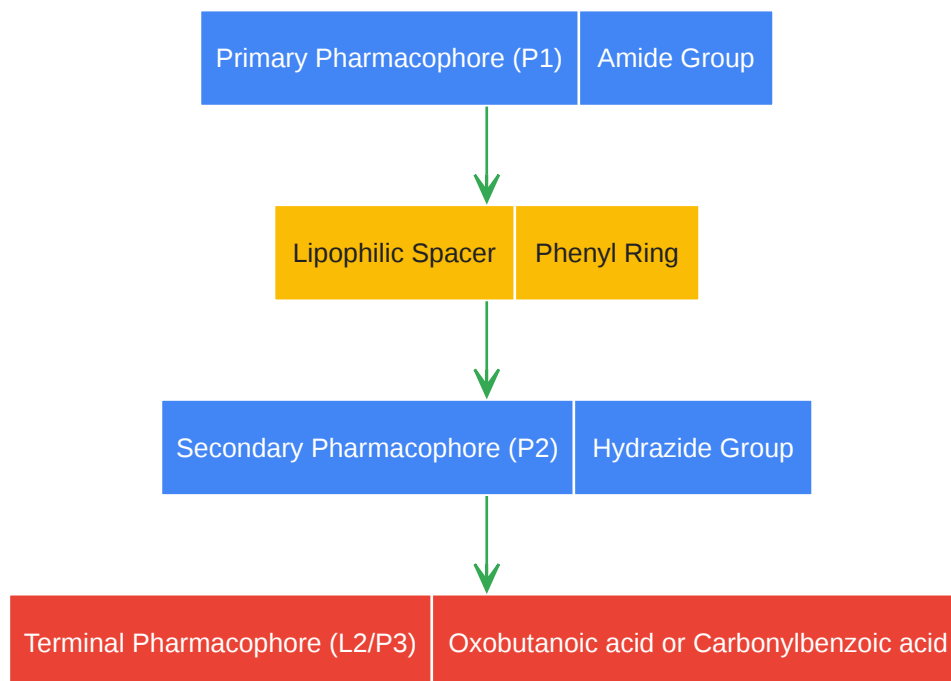 Primary Pharmacophore (P1) Amide Group
Lipophilic Spacer Phenyl Ring
Secondary Pharmacophore (P2) Hydrazide Group
Terminal Pharmacophore (L2/P3) Oxobutanoic acid or Carbonylbenzoic acid